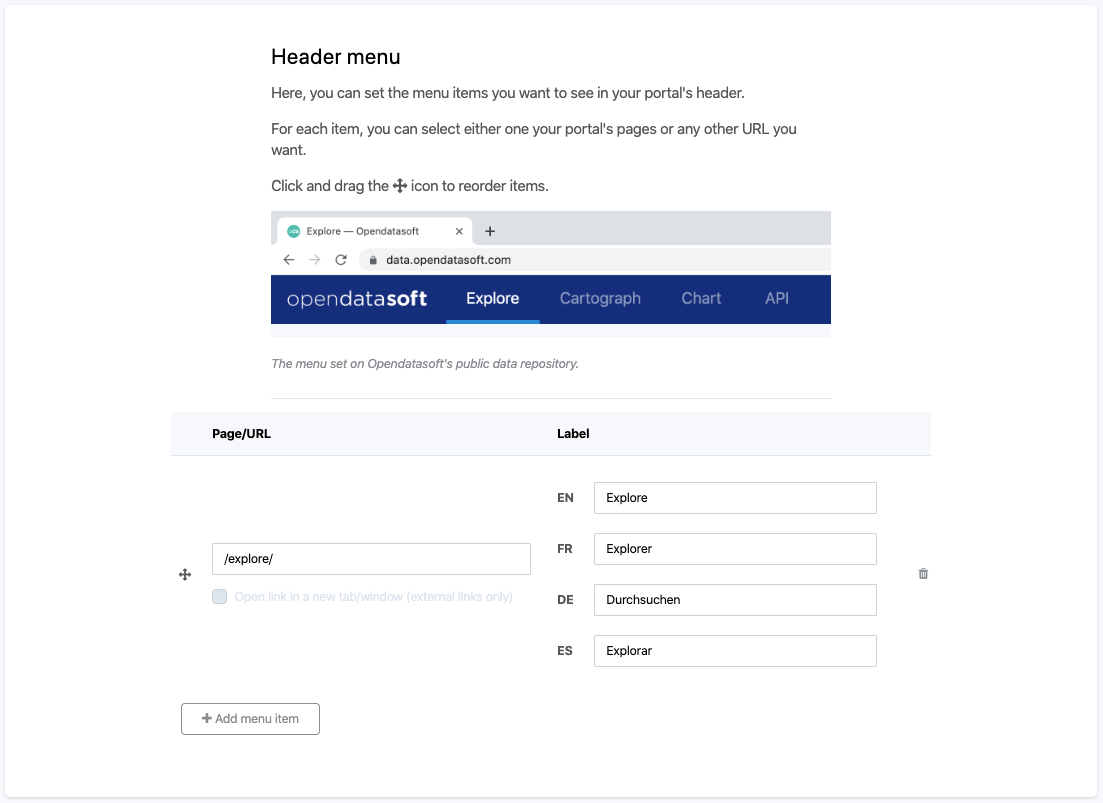 Header menu
Here, you can set the menu items you want to see in your portal's header.
For each item, you can select either one your portal's pages or any other URL you
want.
Click and drag the icon to reorder items.
Explore — Opendatasoft
data.opendatasoft.com
opendatasoft Explore Cartograph Chart API
The menu set on Opendatasoft's public data repository.
Page/URL Label
EN Explore
FR Explorer
/explore/
Open link in a new tab/window (external links only)
DE Durchsuchen
ES Explorar
Add menu item